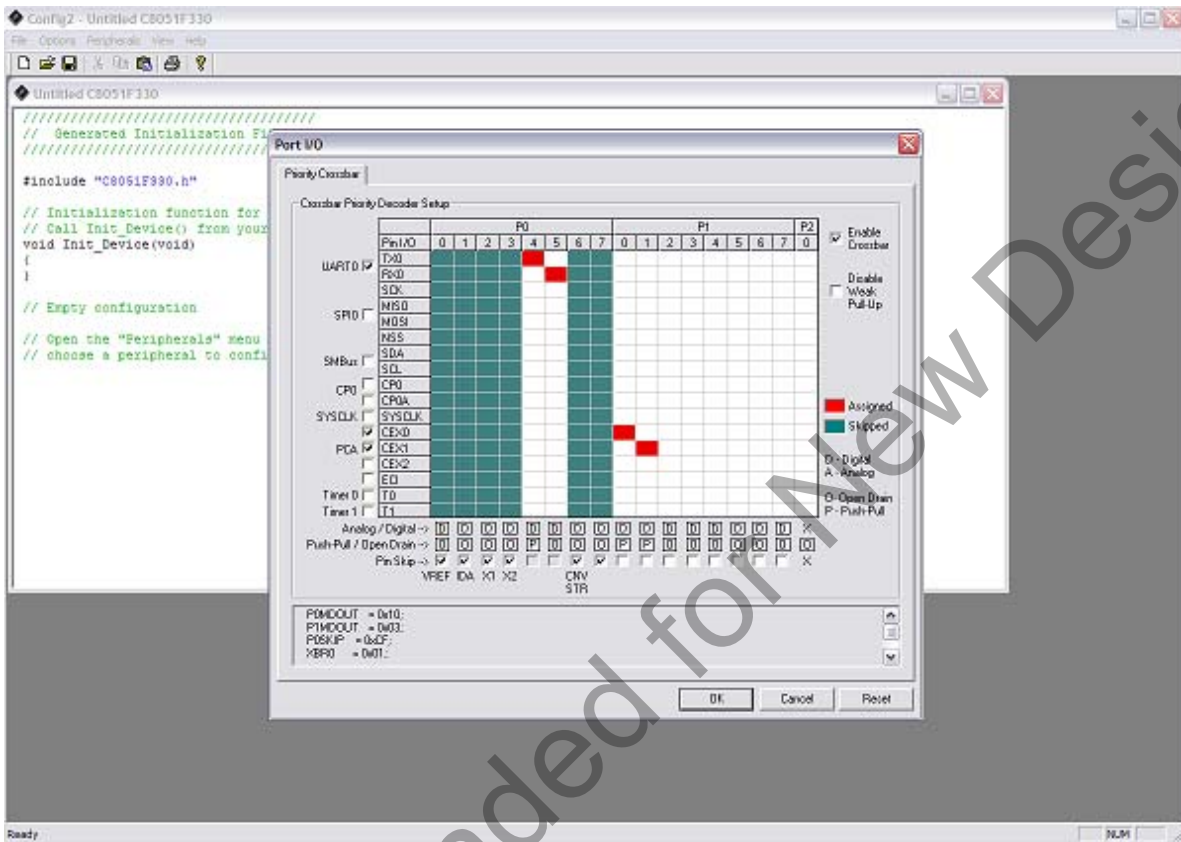 Config2 - Untitled C8051F330
File Options Peripherals View Help
Untitled C8051F330
//////////////////////////////////////
// Generated Initialization Fi
#include "C8051F330.h"
// Initialization function for
// Call Init_Device() from your
void Init_Device(void)
{
}
// Empty configuration
// Open the "Peripherals" menu
// choose a peripheral to confi
Port I/O
Priority Crossbar
Crossbar Priority Decoder Setup
P0 P1 P2
Pin I/O 0 1 2 3 4 5 6 7 0 1 2 3 4 5 6 7 0
UART0 TX0
RX0
SCK
SPI0 MISO
MOSI
NSS
SMBus SDA
SCL
CP0 CP0
CP0A
SYSCLK SYSCLK
CEX0
PCA CEX1
CEX2
ECI
Timer 0 T0
Timer 1 T1
Enable Crossbar
Disable Weak Pull-Up
Assigned
Skipped
D - Digital
A - Analog
O - Open Drain
P - Push-Pull
Analog / Digital ->
Push-Pull / Open Drain ->
Pin Skip ->
VREF IDA X1 X2 CNV STR
P0MDOUT = 0x10;
P1MDOUT = 0x03;
P0SKIP = 0xCF;
XBR0 = 0x01;
OK Cancel Reset
Ready NUM